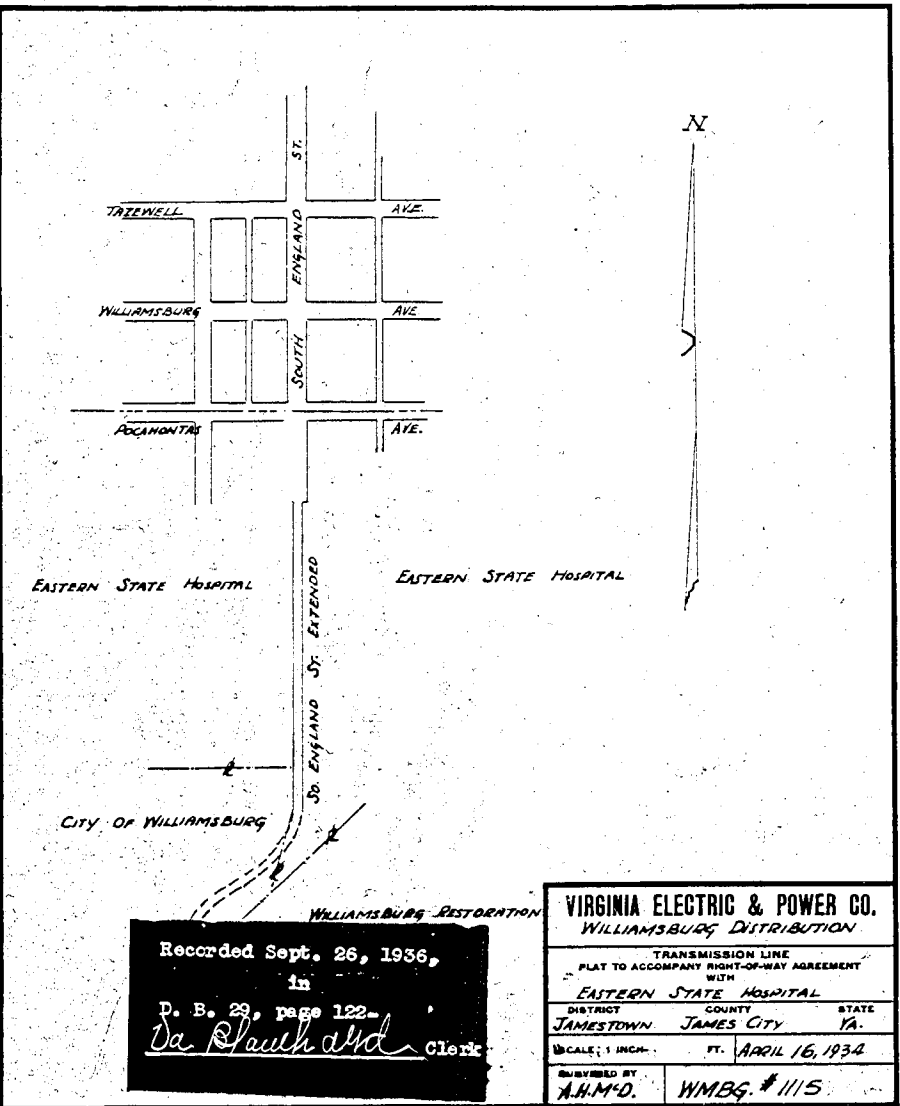 N
ST.
TAZEWELL AVE.
ENGLAND
WILLIAMSBURG AVE
SOUTH
POCAHONTAS AVE.
EASTERN STATE HOSPITAL
EASTERN STATE HOSPITAL
SO. ENGLAND ST. EXTENDED
CITY OF WILLIAMSBURG
WILLIAMSBURG RESTORATION
Recorded Sept. 26, 1936,
in
D. B. 29, page 122
Clerk
VIRGINIA ELECTRIC & POWER CO.
WILLIAMSBURG DISTRIBUTION
TRANSMISSION LINE
PLAT TO ACCOMPANY RIGHT-OF-WAY AGREEMENT
WITH
EASTERN STATE HOSPITAL
DISTRICT COUNTY STATE
JAMESTOWN JAMES CITY VA.
SCALE: 1 INCH FT. APRIL 16, 1934
SURVEYED BY
A.H.McD. WMBG. #1115